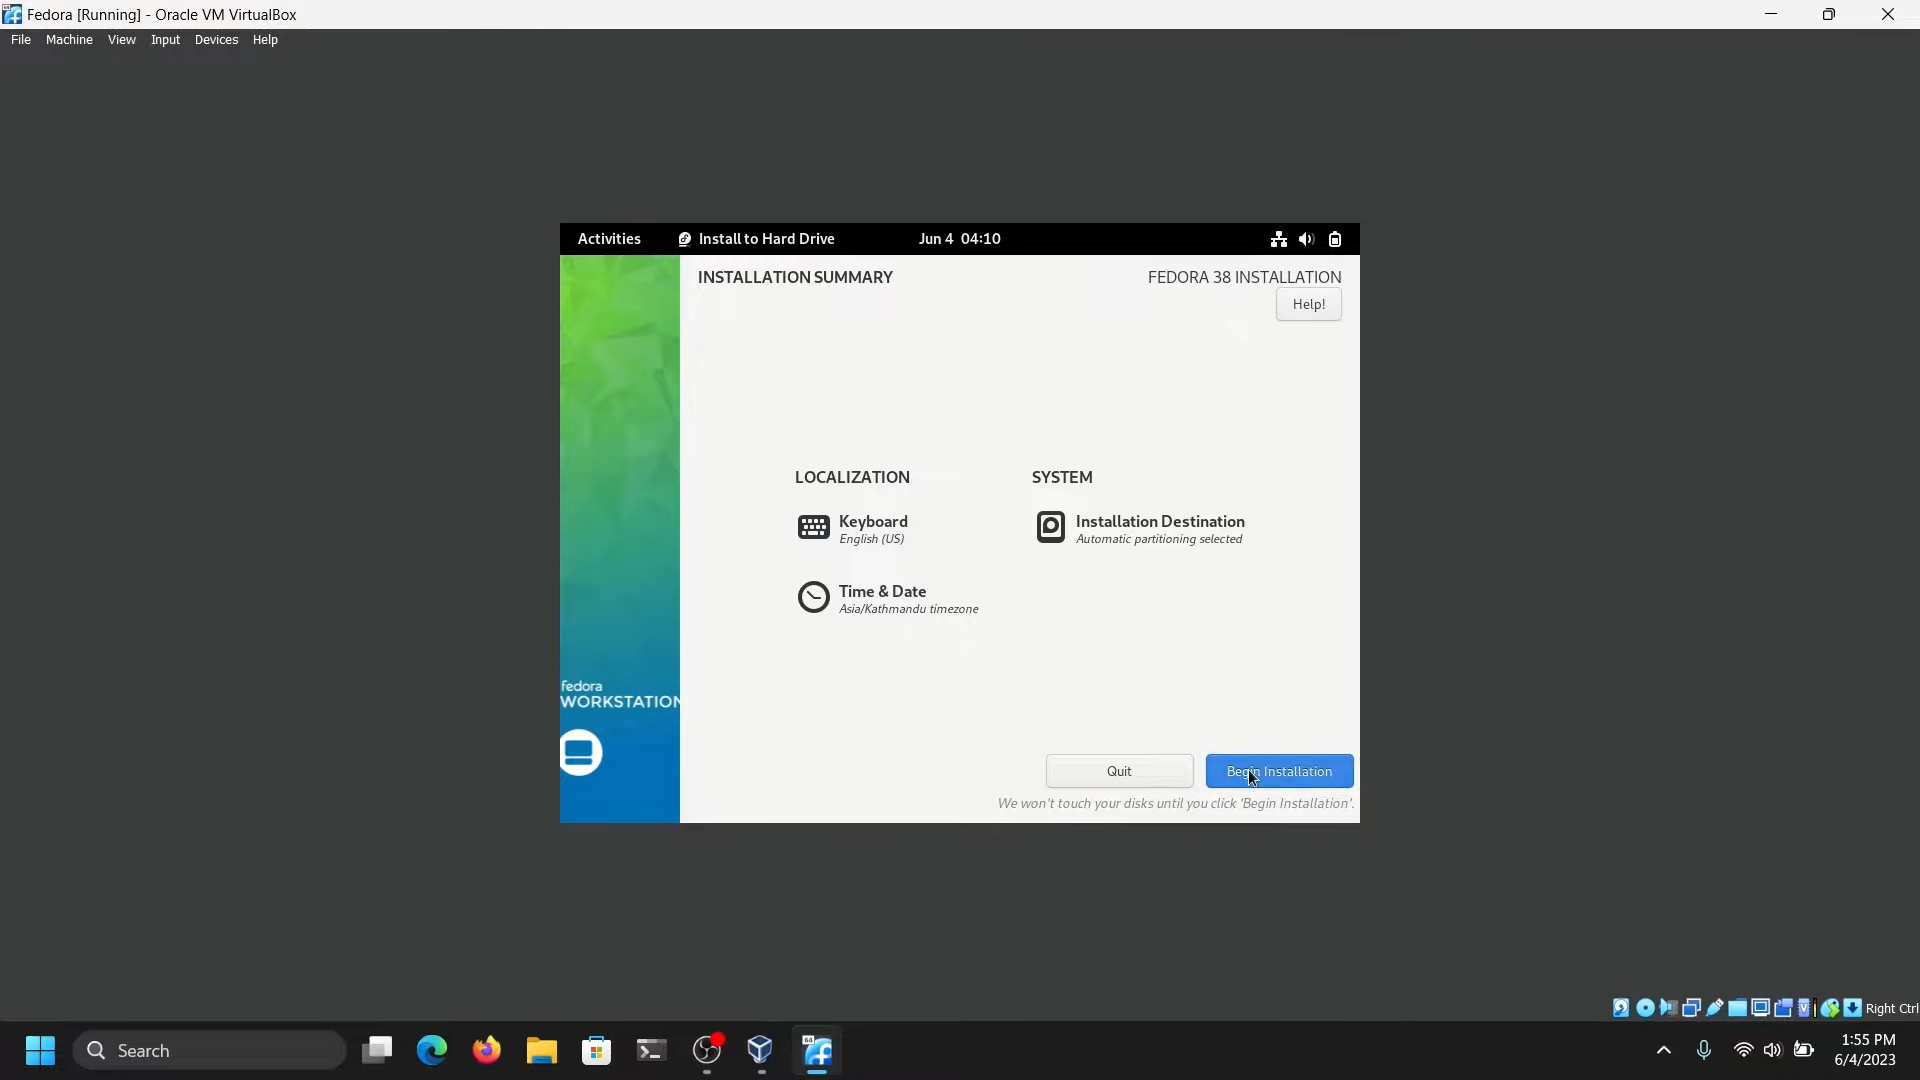 Fedora [Running] - Oracle VM VirtualBox
File Machine View Input Devices Help
Activities Install to Hard Drive Jun 4 04:10
INSTALLATION SUMMARY FEDORA 38 INSTALLATION
Help!
LOCALIZATION SYSTEM
Keyboard Installation Destination
English (US) Automatic partitioning selected
Time & Date
Asia/Kathmandu timezone
fedora
WORKSTATION
Quit Begin Installation
We won't touch your disks until you click 'Begin Installation'.
Right Ctrl
Search 64 1:55 PM
6/4/2023